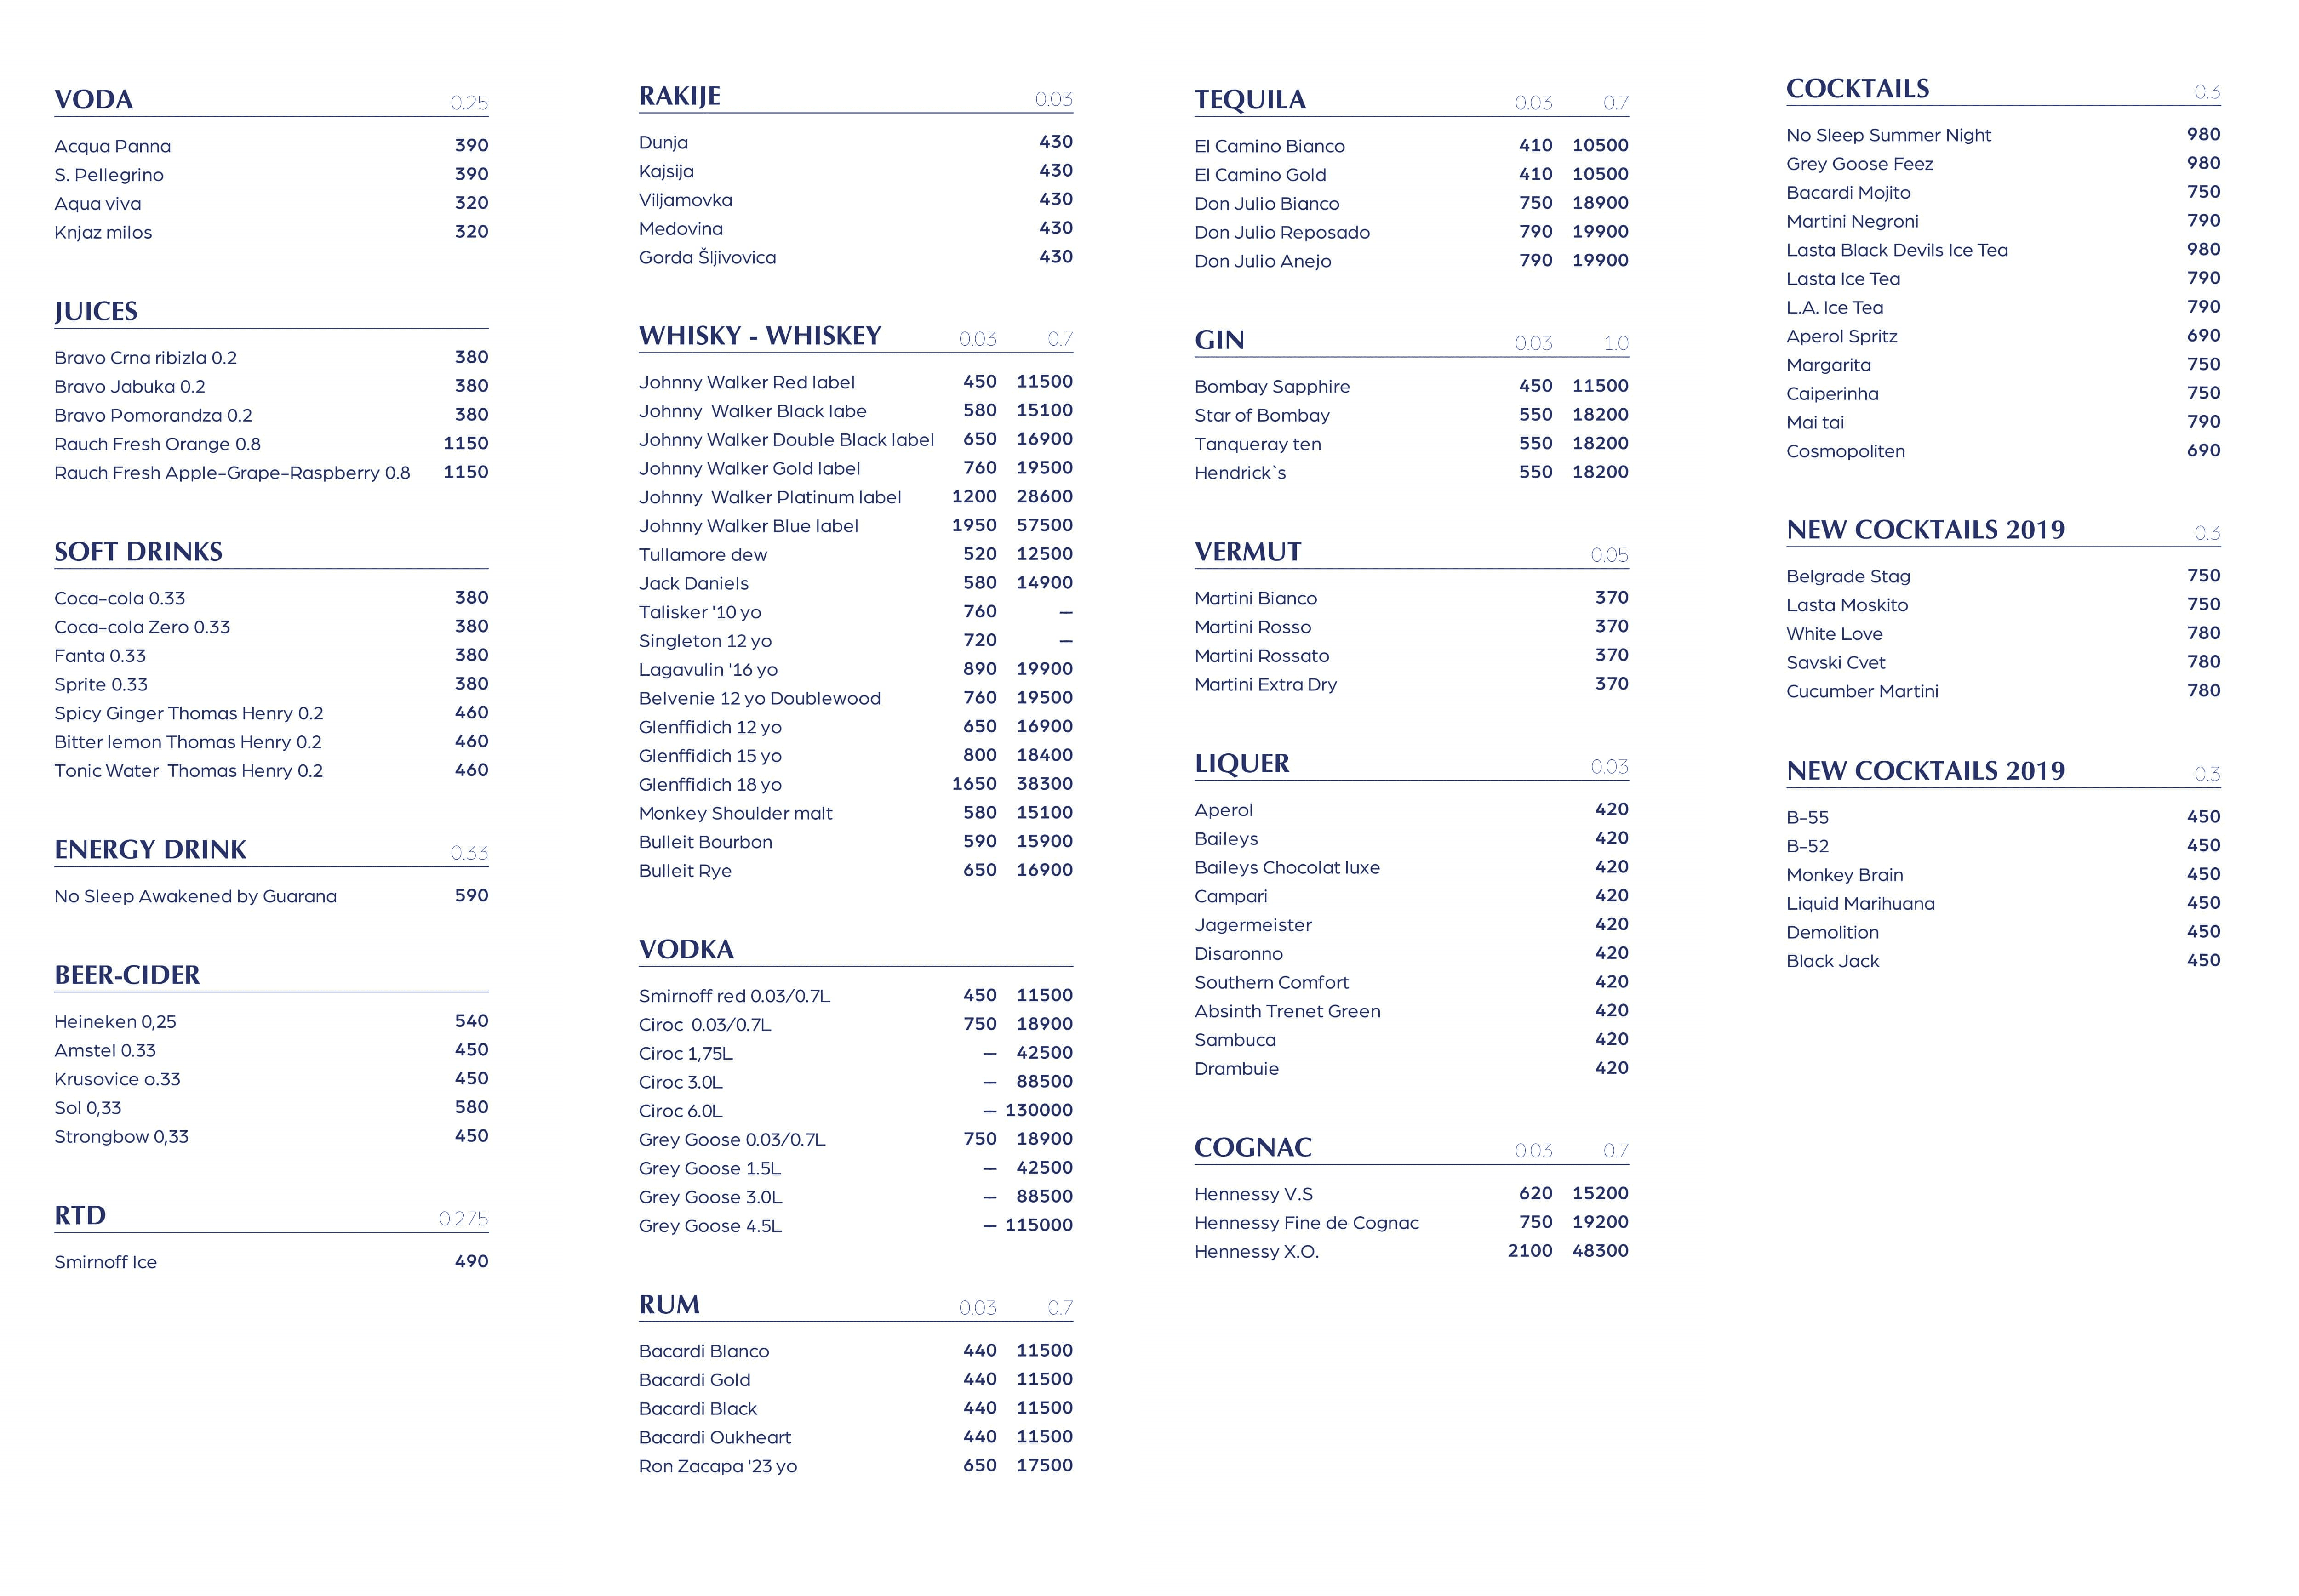 VODA 0.25
Acqua Panna 390
S. Pellegrino 390
Aqua viva 320
Knjaz milos 320
JUICES
Bravo Crna ribizla 0.2 380
Bravo Jabuka 0.2 380
Bravo Pomorandza 0.2 380
Rauch Fresh Orange 0.8 1150
Rauch Fresh Apple-Grape-Raspberry 0.8 1150
SOFT DRINKS
Coca-cola 0.33 380
Coca-cola Zero 0.33 380
Fanta 0.33 380
Sprite 0.33 380
Spicy Ginger Thomas Henry 0.2 460
Bitter lemon Thomas Henry 0.2 460
Tonic Water  Thomas Henry 0.2 460
ENERGY DRINK 0.33
No Sleep Awakened by Guarana 590
BEER-CIDER
Heineken 0,25 540
Amstel 0.33 450
Krusovice o.33 450
Sol 0,33 580
Strongbow 0,33 450
RTD 0.275
Smirnoff Ice 490
RAKIJE 0.03
Dunja 430
Kajsija 430
Viljamovka 430
Medovina 430
Gorda Šljivovica 430
WHISKY - WHISKEY 0.03 0.7
Johnny Walker Red label 450 11500
Johnny  Walker Black labe 580 15100
Johnny Walker Double Black label 650 16900
Johnny Walker Gold label 760 19500
Johnny  Walker Platinum label 1200 28600
Johnny Walker Blue label 1950 57500
Tullamore dew 520 12500
Jack Daniels 580 14900
Talisker '10 yo 760 –
Singleton 12 yo 720 –
Lagavulin '16 yo 890 19900
Belvenie 12 yo Doublewood 760 19500
Glenffidich 12 yo 650 16900
Glenffidich 15 yo 800 18400
Glenffidich 18 yo 1650 38300
Monkey Shoulder malt 580 15100
Bulleit Bourbon 590 15900
Bulleit Rye 650 16900
VODKA
Smirnoff red 0.03/0.7L 450 11500
Ciroc  0.03/0.7L 750 18900
Ciroc 1,75L – 42500
Ciroc 3.0L – 88500
Ciroc 6.0L – 130000
Grey Goose 0.03/0.7L 750 18900
Grey Goose 1.5L – 42500
Grey Goose 3.0L – 88500
Grey Goose 4.5L – 115000
RUM 0.03 0.7
Bacardi Blanco 440 11500
Bacardi Gold 440 11500
Bacardi Black 440 11500
Bacardi Oukheart 440 11500
Ron Zacapa '23 yo 650 17500
TEQUILA 0.03 0.7
El Camino Bianco 410 10500
El Camino Gold 410 10500
Don Julio Bianco 750 18900
Don Julio Reposado 790 19900
Don Julio Anejo 790 19900
GIN 0.03 1.0
Bombay Sapphire 450 11500
Star of Bombay 550 18200
Tanqueray ten 550 18200
Hendrick`s 550 18200
VERMUT 0.05
Martini Bianco 370
Martini Rosso 370
Martini Rossato 370
Martini Extra Dry 370
LIQUER 0.03
Aperol 420
Baileys 420
Baileys Chocolat luxe 420
Campari 420
Jagermeister 420
Disaronno 420
Southern Comfort 420
Absinth Trenet Green 420
Sambuca 420
Drambuie 420
COGNAC 0.03 0.7
Hennessy V.S 620 15200
Hennessy Fine de Cognac 750 19200
Hennessy X.O. 2100 48300
COCKTAILS 0.3
No Sleep Summer Night 980
Grey Goose Feez 980
Bacardi Mojito 750
Martini Negroni 790
Lasta Black Devils Ice Tea 980
Lasta Ice Tea 790
L.A. Ice Tea 790
Aperol Spritz 690
Margarita 750
Caiperinha 750
Mai tai 790
Cosmopoliten 690
NEW COCKTAILS 2019 0.3
Belgrade Stag 750
Lasta Moskito 750
White Love 780
Savski Cvet 780
Cucumber Martini 780
NEW COCKTAILS 2019 0.3
B-55 450
B-52 450
Monkey Brain 450
Liquid Marihuana 450
Demolition 450
Black Jack 450